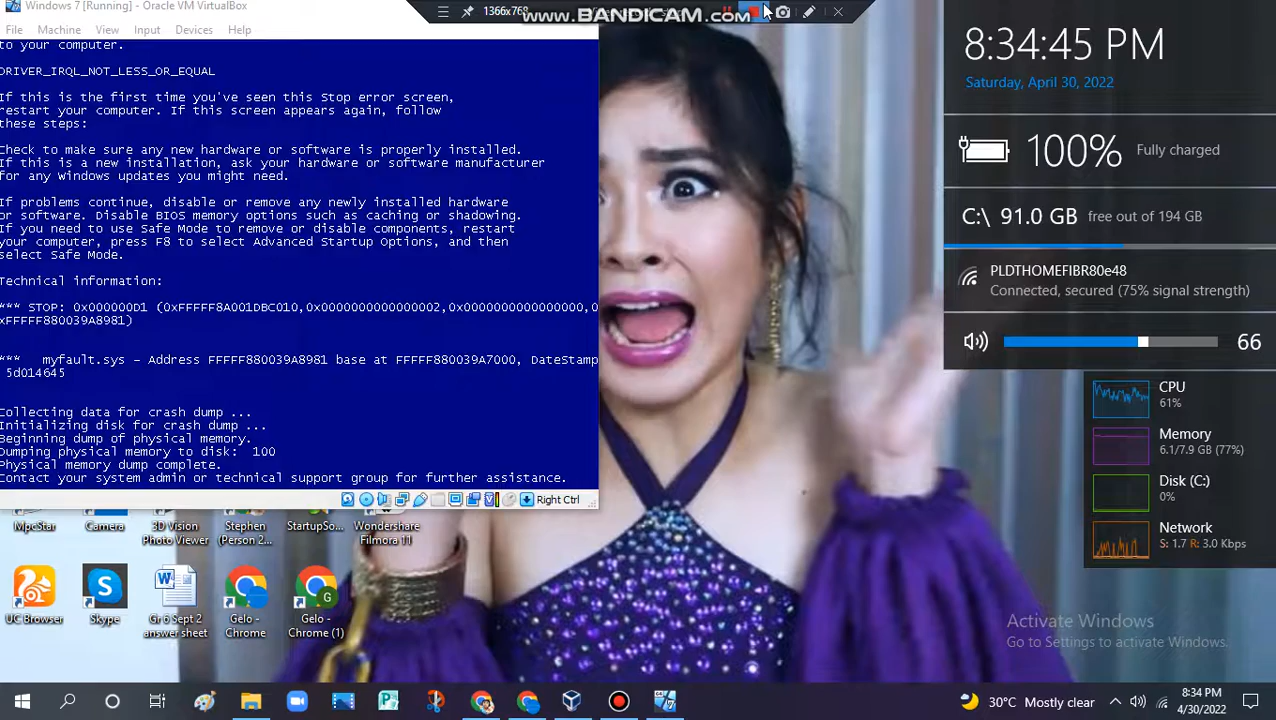 Windows 7 [Running] - Oracle VM VirtualBox
File Machine View Input Devices Help
1366x768
www.BANDICAM.com
to your computer.
DRIVER_IRQL_NOT_LESS_OR_EQUAL
If this is the first time you've seen this Stop error screen,
restart your computer. If this screen appears again, follow
these steps:
Check to make sure any new hardware or software is properly installed.
If this is a new installation, ask your hardware or software manufacturer
for any Windows updates you might need.
If problems continue, disable or remove any newly installed hardware
or software. Disable BIOS memory options such as caching or shadowing.
If you need to use Safe Mode to remove or disable components, restart
your computer, press F8 to select Advanced Startup Options, and then
select Safe Mode.
Technical information:
*** STOP: 0x000000D1 (0xFFFFF8A001DBC010,0x0000000000000002,0x0000000000000000,0
xFFFFF880039A8981)
*** myfault.sys - Address FFFFF880039A8981 base at FFFFF880039A7000, DateStamp
5d014645
Collecting data for crash dump ...
Initializing disk for crash dump ...
Beginning dump of physical memory.
Dumping physical memory to disk: 100
Physical memory dump complete.
Contact your system admin or technical support group for further assistance.
Right Ctrl
8:34:45 PM
Saturday, April 30, 2022
100% Fully charged
C:\ 91.0 GB free out of 194 GB
PLDTHOMEFIBR80e48
Connected, secured (75% signal strength)
66
CPU
61%
Memory
6.1/7.9 GB (77%)
Disk (C:)
0%
Network
S: 1.7 R: 3.0 Kbps
MpcStar
Camera
3D Vision
Photo Viewer
Stephen
(Person 2...
StartupSo...
Wondershare
Filmora 11
UC Browser
Skype
Gr 6 Sept 2
answer sheet
Gelo -
Chrome
Gelo -
Chrome (1)
Activate Windows
Go to Settings to activate Windows.
30°C Mostly clear
8:34 PM
4/30/2022